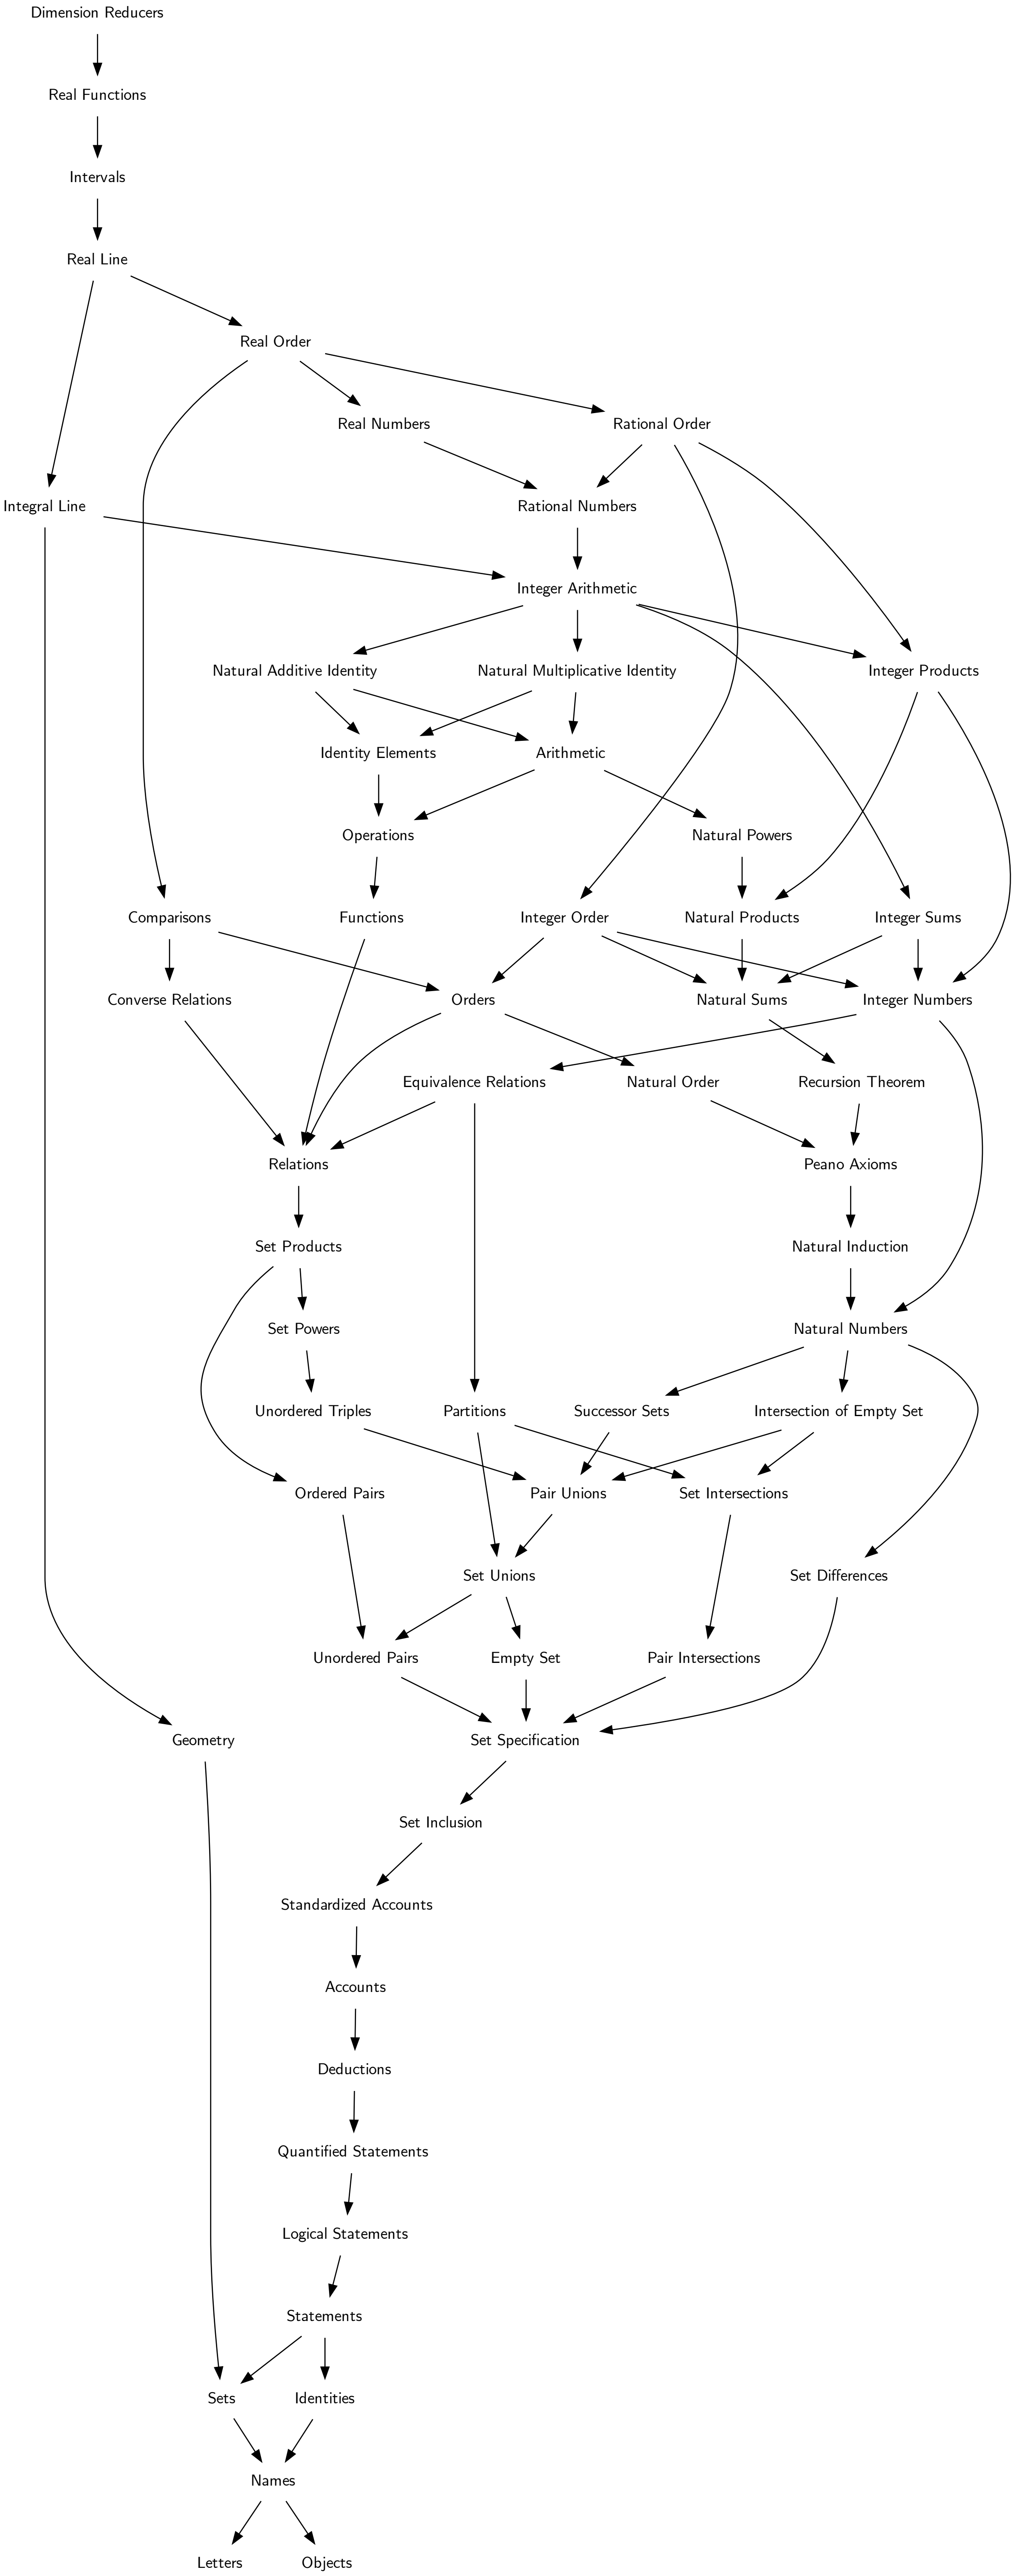 Dimension Reducers
Real Functions
Intervals
Real Line
Real Order
Real Numbers
Rational Order
Integral Line
Rational Numbers
Integer Arithmetic
Natural Additive Identity
Natural Multiplicative Identity
Integer Products
Identity Elements
Arithmetic
Operations
Natural Powers
Comparisons
Functions
Integer Order
Natural Products
Integer Sums
Converse Relations
Orders
Natural Sums
Integer Numbers
Equivalence Relations
Natural Order
Recursion Theorem
Relations
Peano Axioms
Set Products
Natural Induction
Set Powers
Natural Numbers
Unordered Triples
Partitions
Successor Sets
Intersection of Empty Set
Ordered Pairs
Pair Unions
Set Intersections
Set Unions
Set Differences
Unordered Pairs
Empty Set
Pair Intersections
Geometry
Set Specification
Set Inclusion
Standardized Accounts
Accounts
Deductions
Quantified Statements
Logical Statements
Statements
Sets
Identities
Names
Letters
Objects